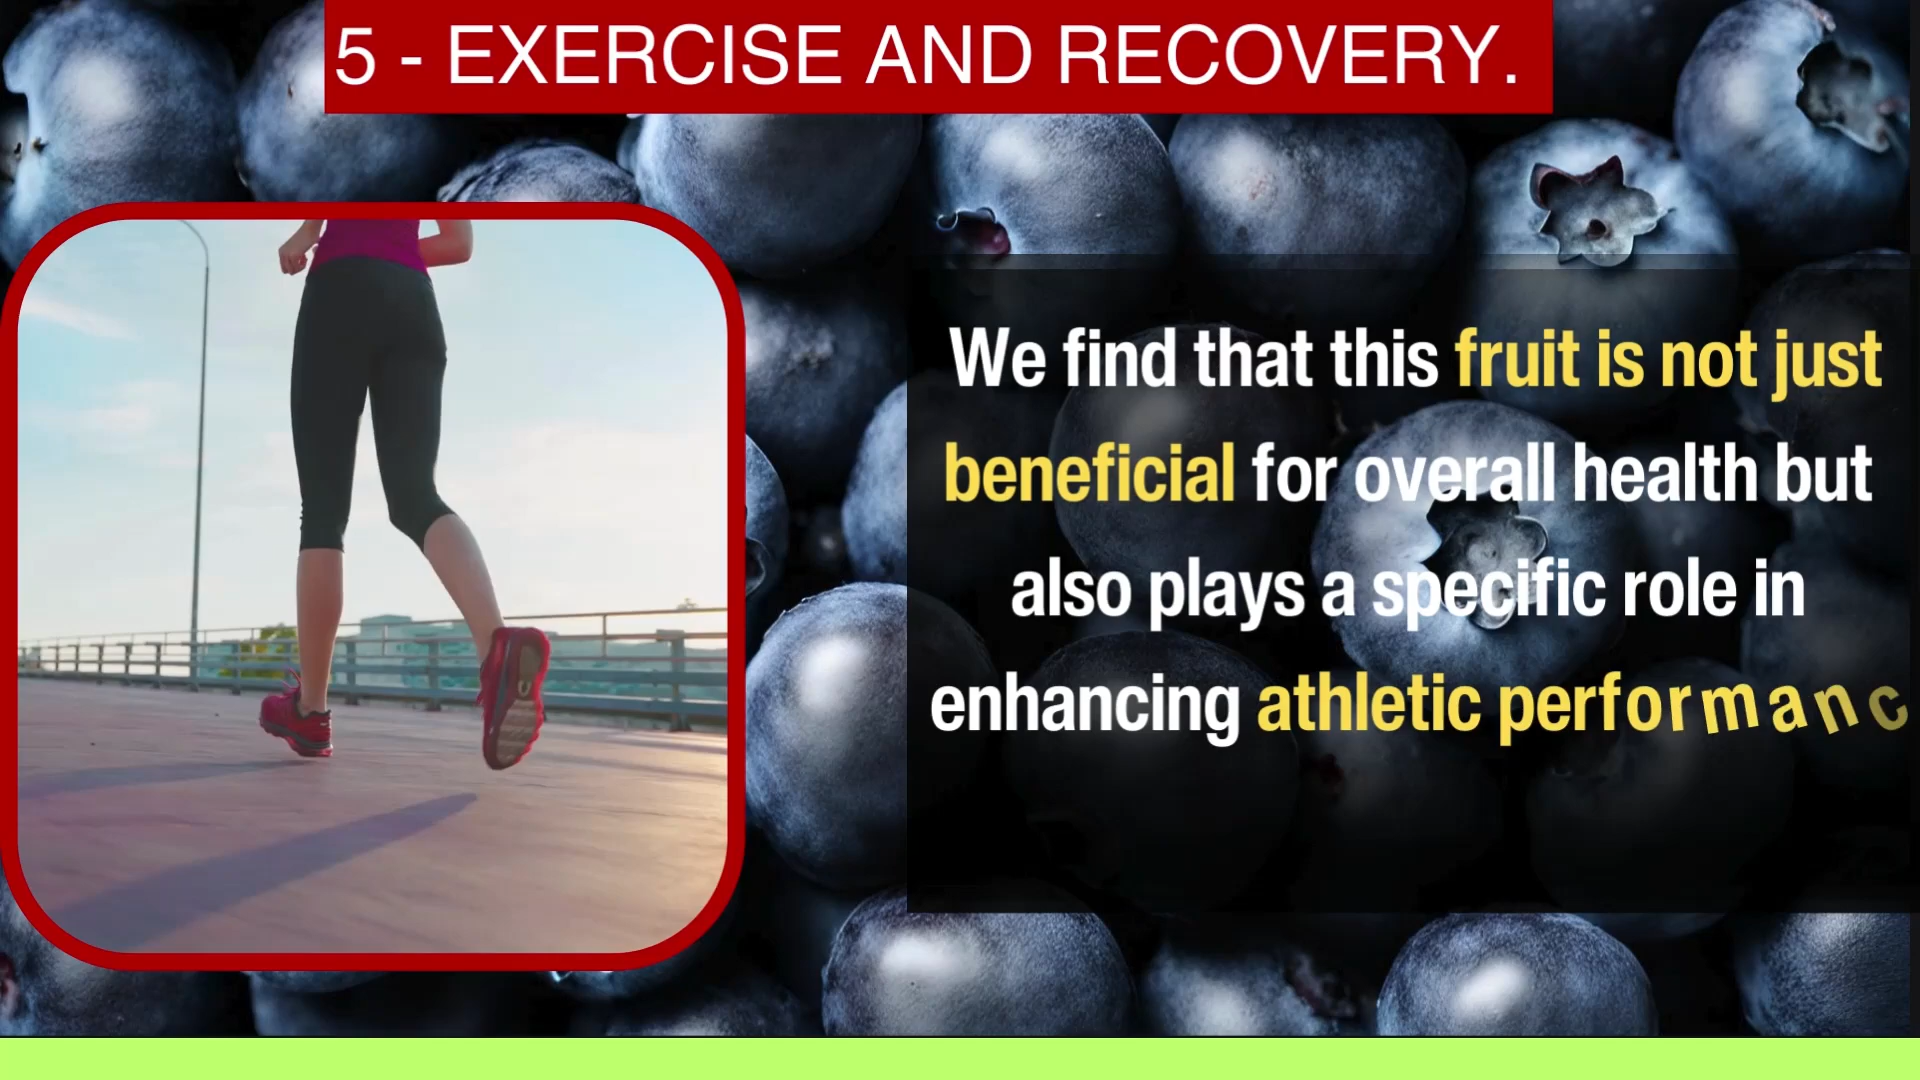 5 - EXERCISE AND RECOVERY.
We find that this fruit is not just
beneficial for overall health but
also plays a specific role in
enhancing athletic performanc